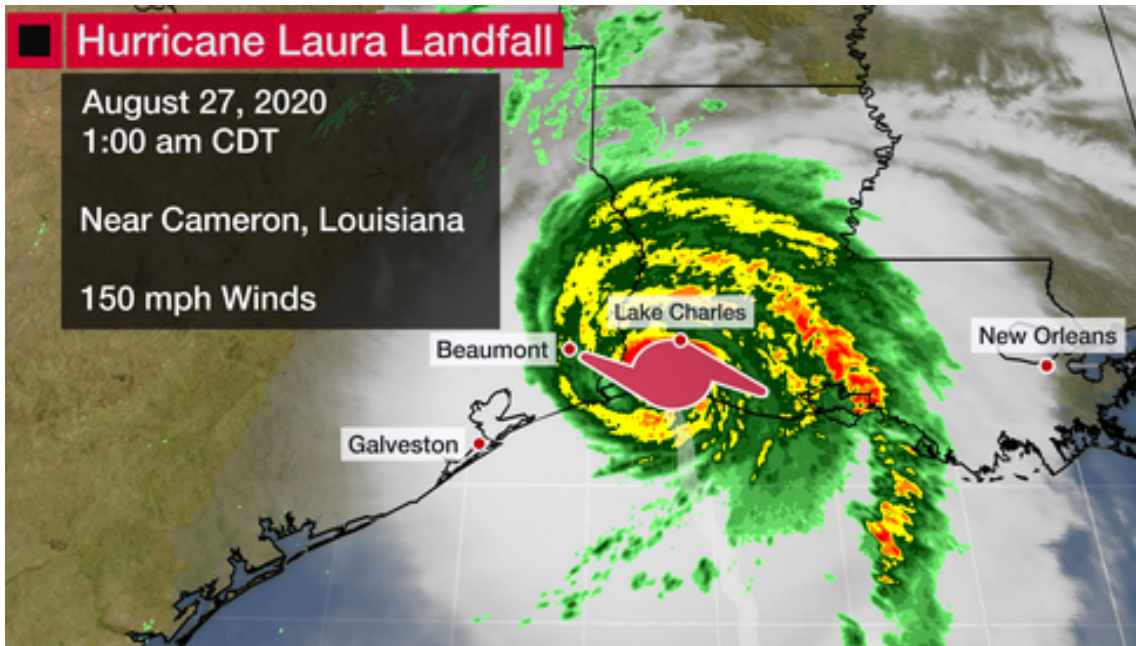 Hurricane Laura Landfall
August 27, 2020
1:00 am CDT
Near Cameron, Louisiana
150 mph Winds
Lake Charles
Beaumont
New Orleans
Galveston